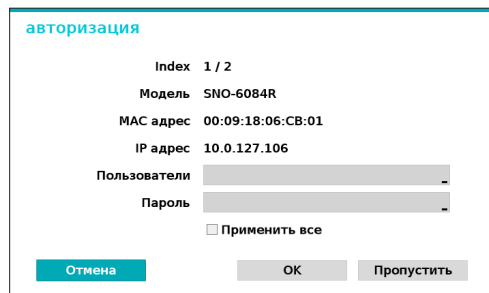 авторизация
Index 1 / 2
Модель SNO-6084R
MAC адрес 00:09:18:06:CB:01
IP адрес 10.0.127.106
Пользователи
Пароль
Применить все
Отмена OK Пропустить